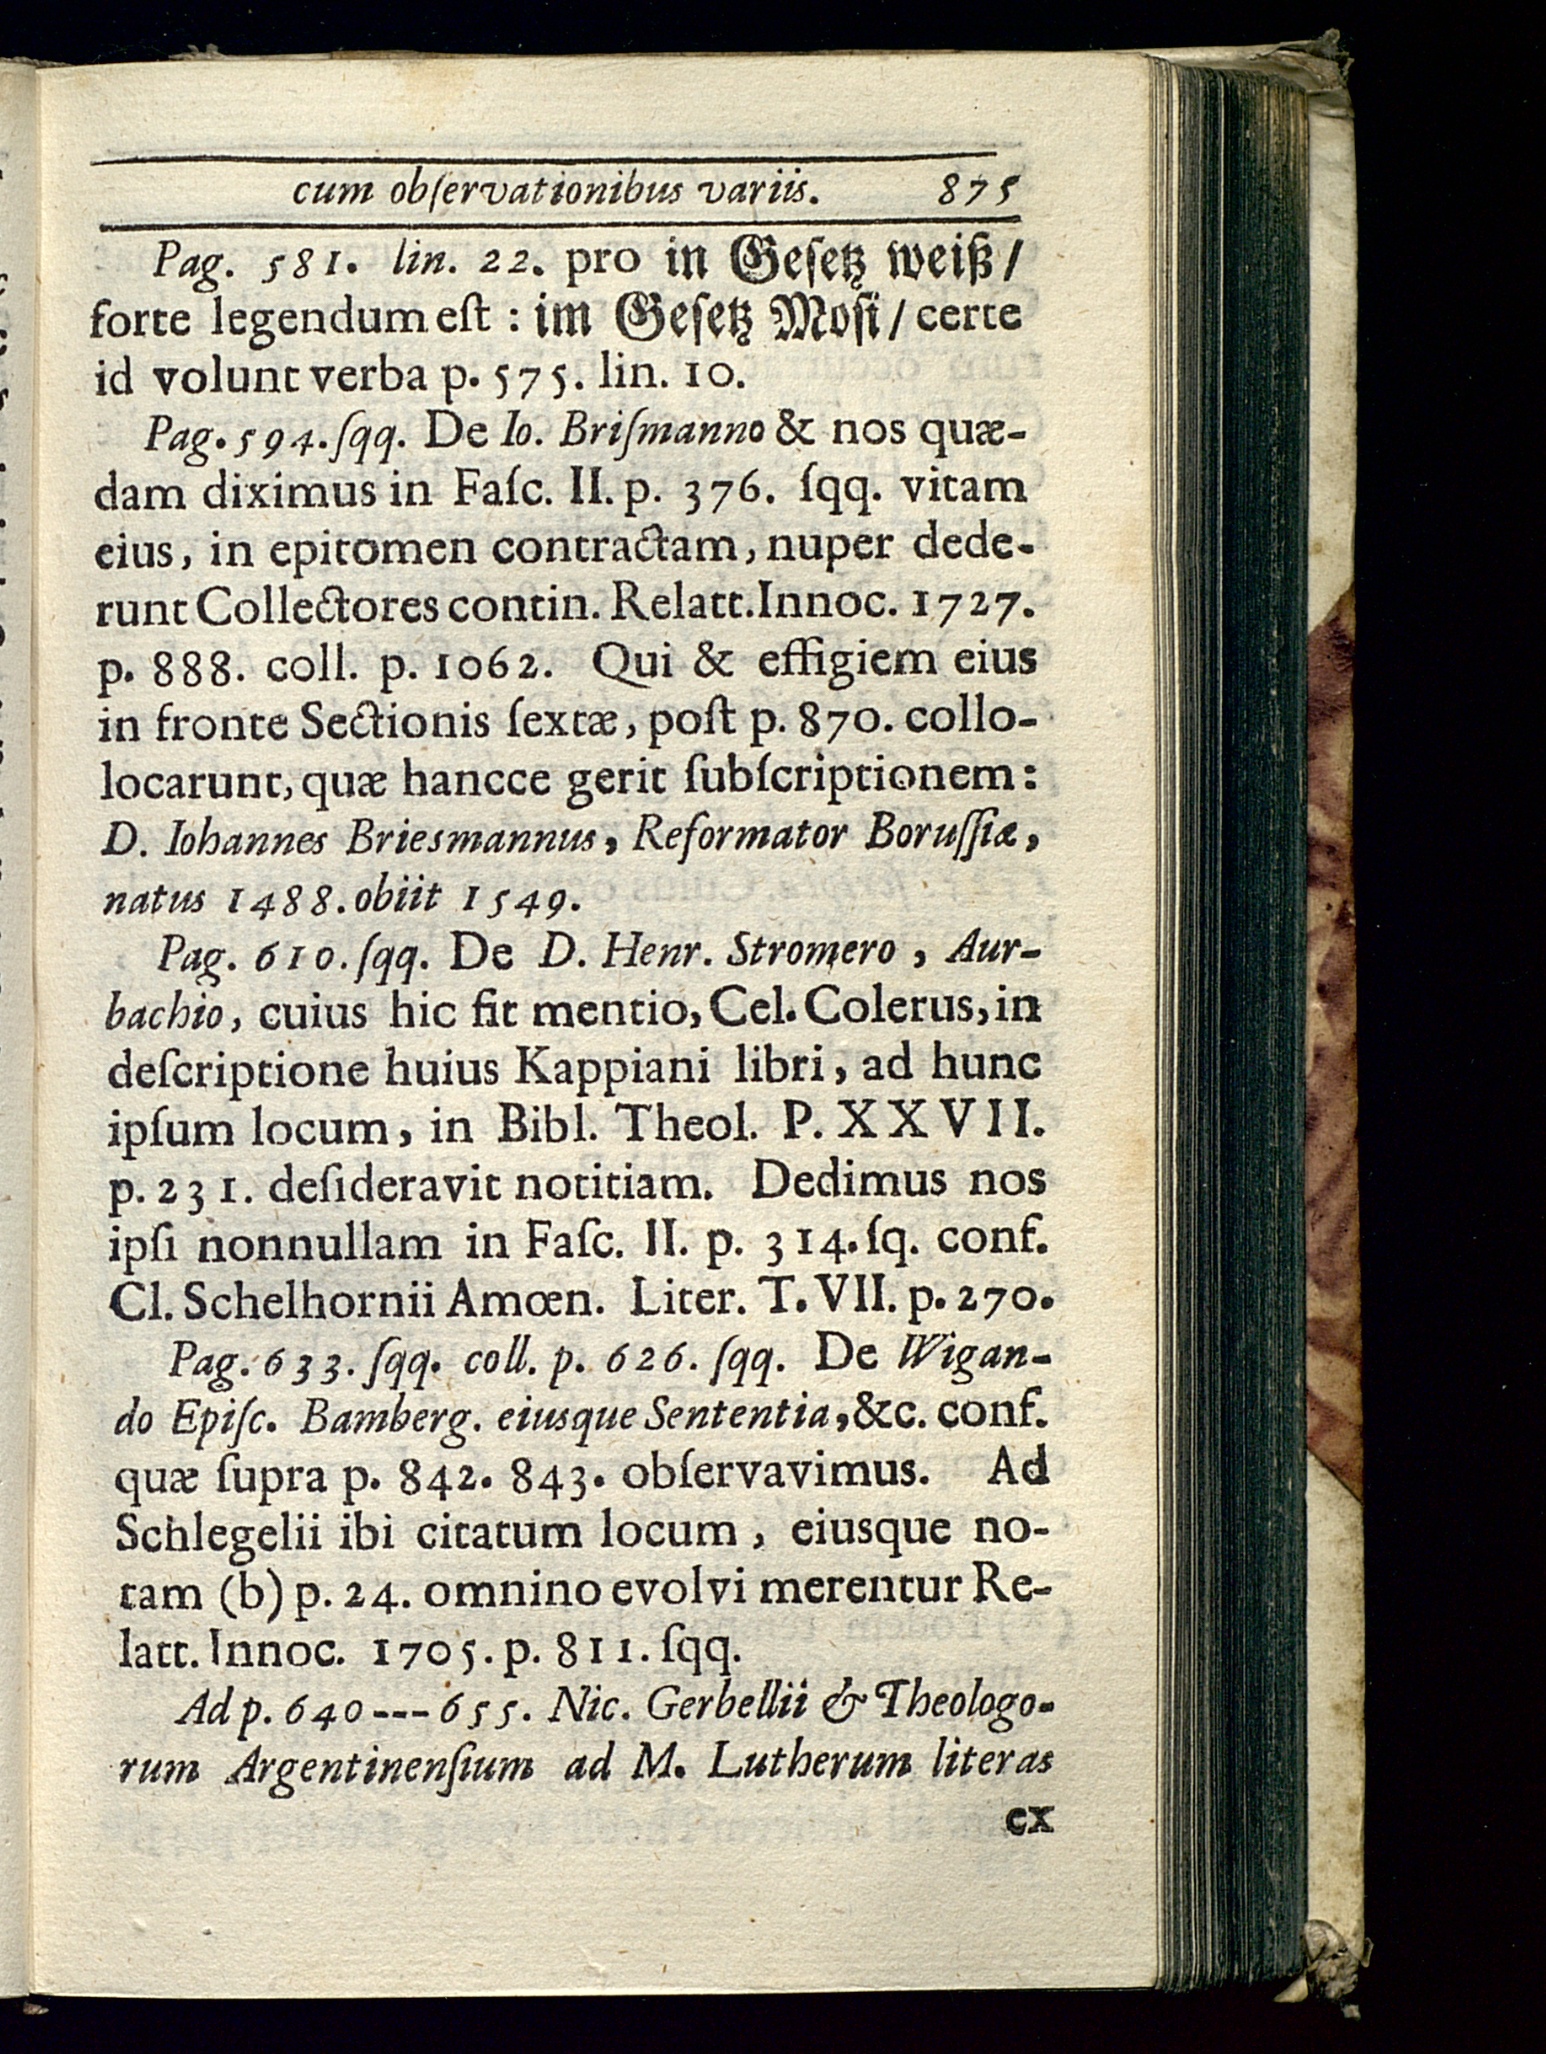 cum obſervationibus variis. 875
Pag. 581. lin. 22. pro in Geſetz weiß/
forte legendum eſt : im Geſetz Moſi / certe
id volunt verba p. 575. lin. 10.
Pag. 594. ſqq. De Io. Briſmanno & nos quæ-
dam diximus in Faſc. II. p. 376. ſqq. vitam
eius, in epitomen contractam, nuper dede-
runt Collectores contin. Relatt. Innoc. 1727.
p. 888. coll. p. 1062. Qui & effigiem eius
in fronte Sectionis ſextæ, poſt p. 870. collo-
locarunt, quæ hancce gerit ſubſcriptionem:
D. Iohannes Briesmannus, Reformator Boruſſiæ,
natus 1488. obiit 1549.
Pag. 610. ſqq. De D. Henr. Stromero, Aur-
bachio, cuius hic fit mentio, Cel. Colerus, in
deſcriptione huius Kappiani libri, ad hunc
ipſum locum, in Bibl. Theol. P. XXVII.
p. 231. deſideravit notitiam. Dedimus nos
ipſi nonnullam in Faſc. II. p. 314. ſq. conf.
Cl. Schelhornii Amœn. Liter. T. VII. p. 270.
Pag. 633. ſqq. coll. p. 626. ſqq. De Wigan-
do Epiſc. Bamberg. eiusque Sententia, &c. conf.
quæ ſupra p. 842. 843. obſervavimus. Ad
Schlegelii ibi citatum locum, eiusque no-
tam (b) p. 24. omnino evolvi merentur Re-
latt. Innoc. 1705. p. 811. ſqq.
Ad p. 640 --- 655. Nic. Gerbellii & Theologo-
rum Argentinenſium ad M. Lutherum literas
cx